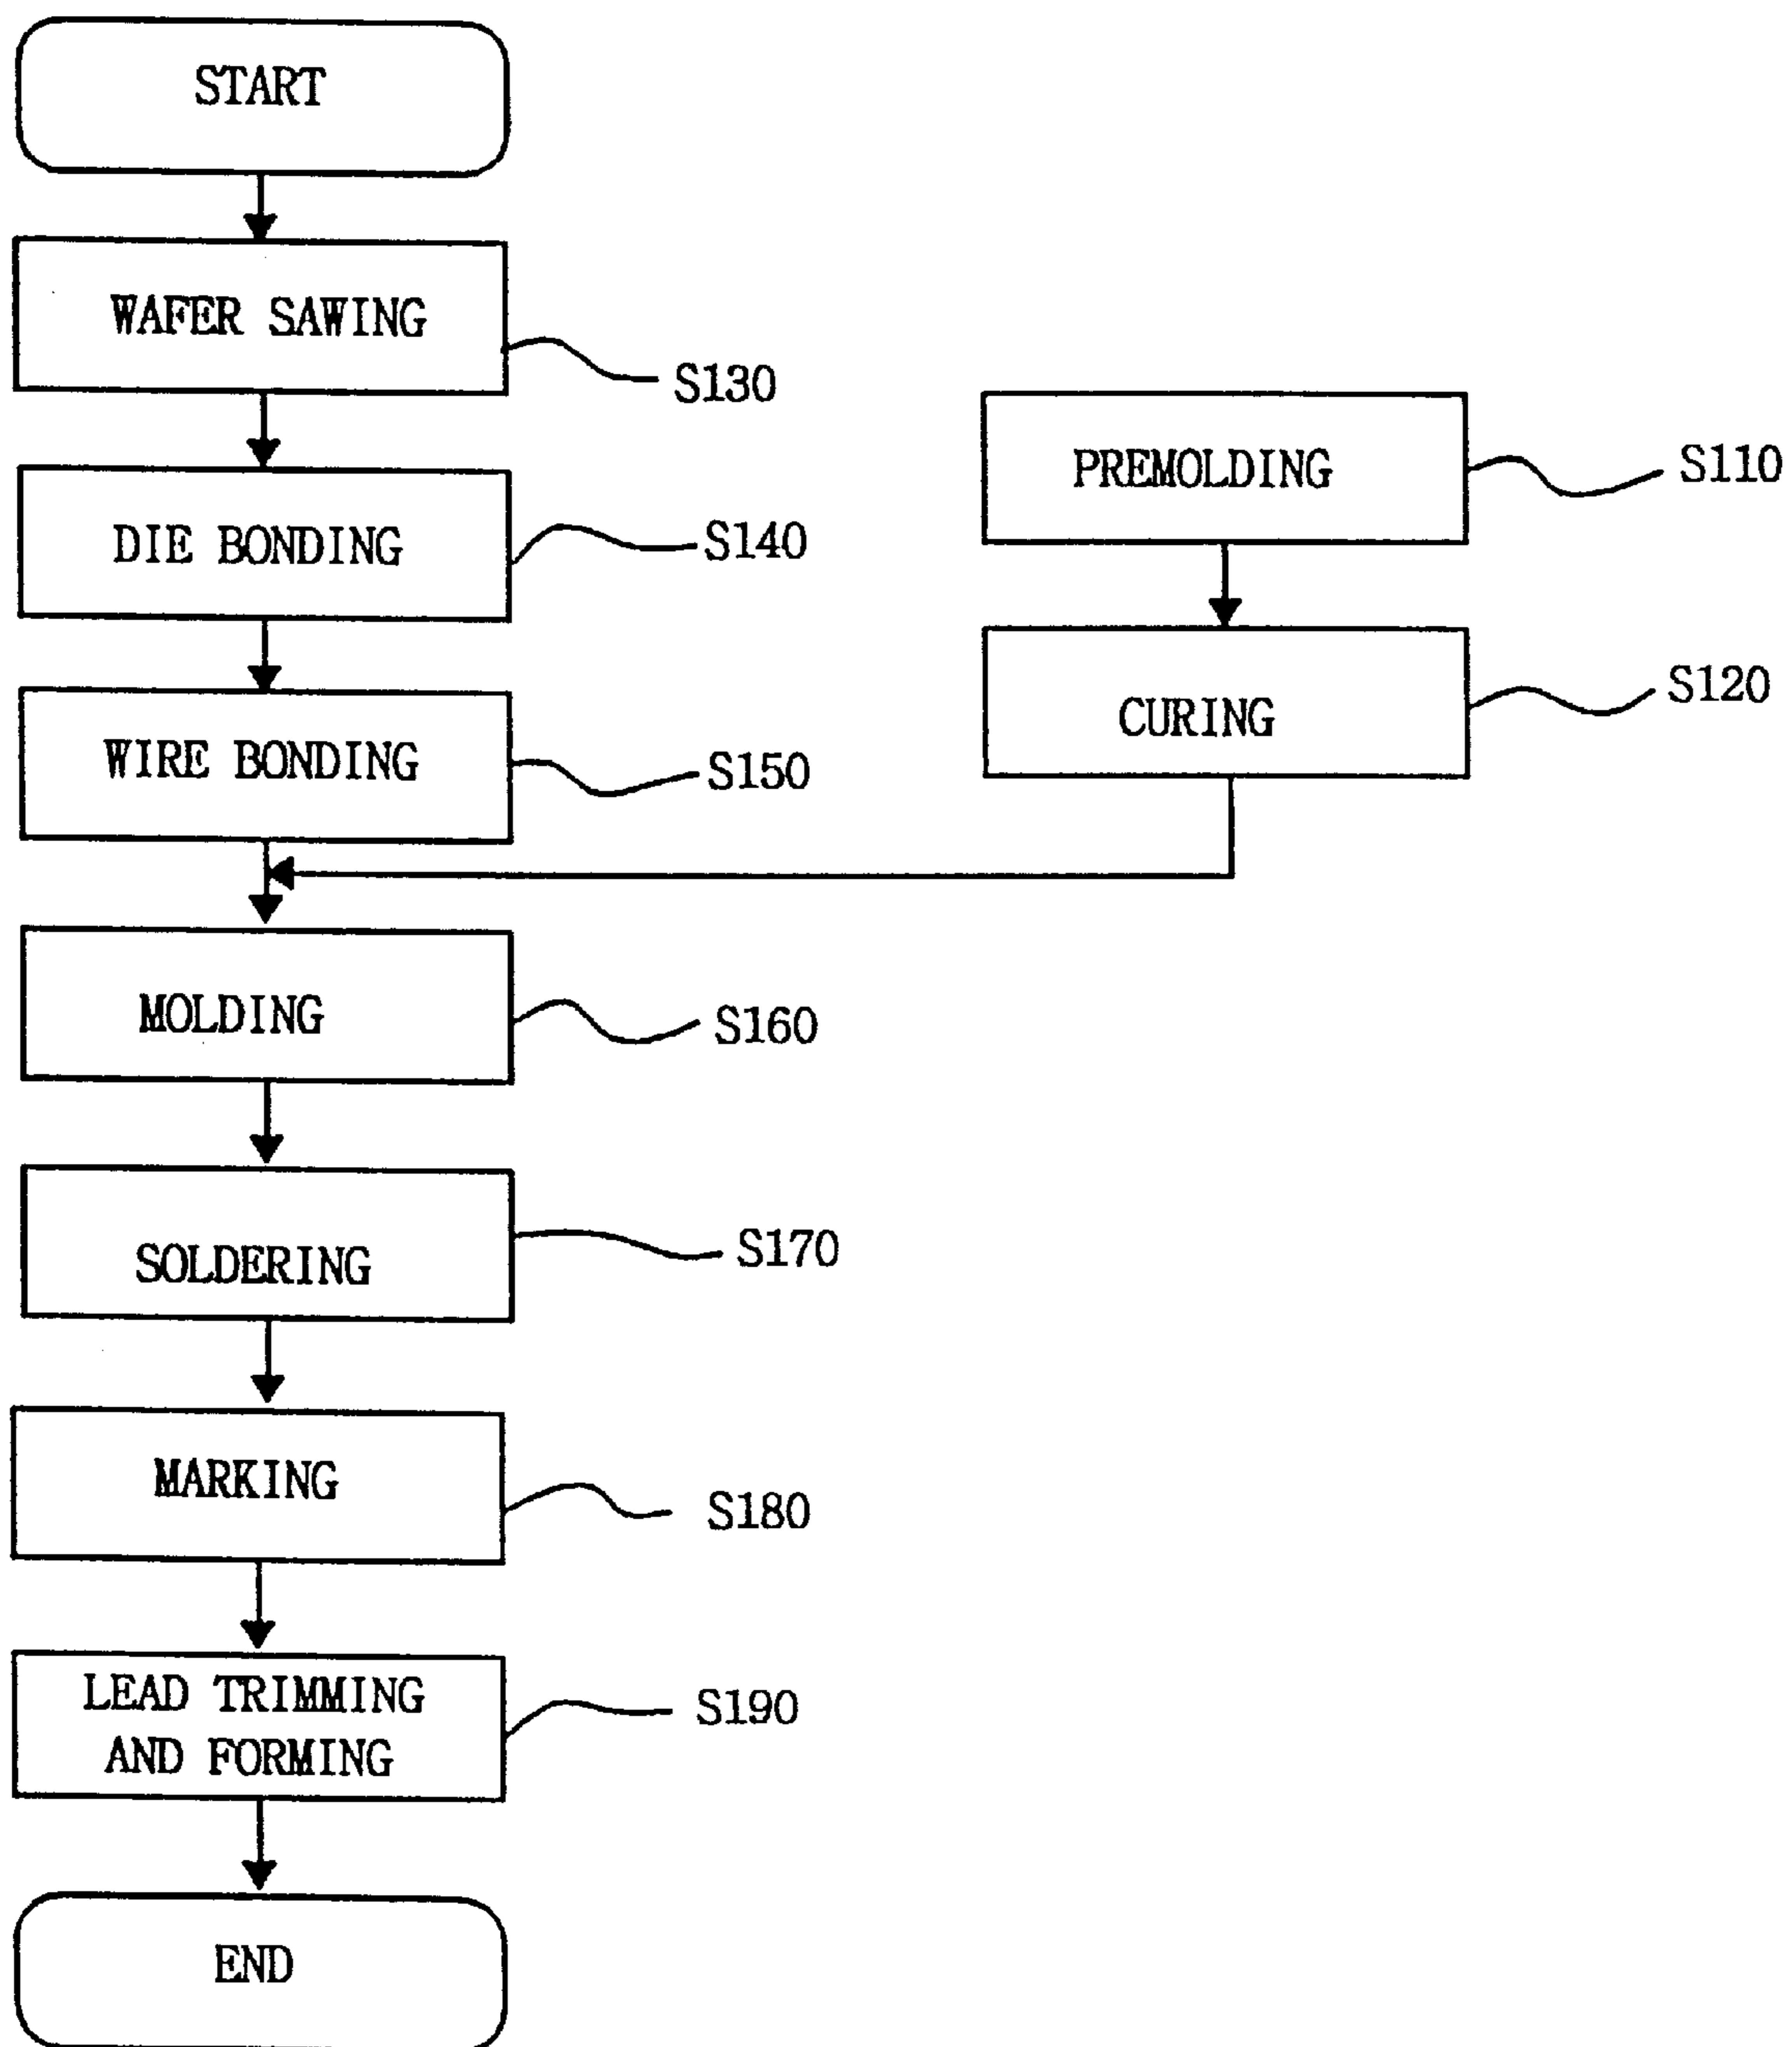 START
WAFER SAWING
S130
PREMOLDING
S110
DIE BONDING
S140
CURING
S120
WIRE BONDING
S150
MOLDING
S160
SOLDERING
S170
MARKING
S180
LEAD TRIMMING
AND FORMING
S190
END